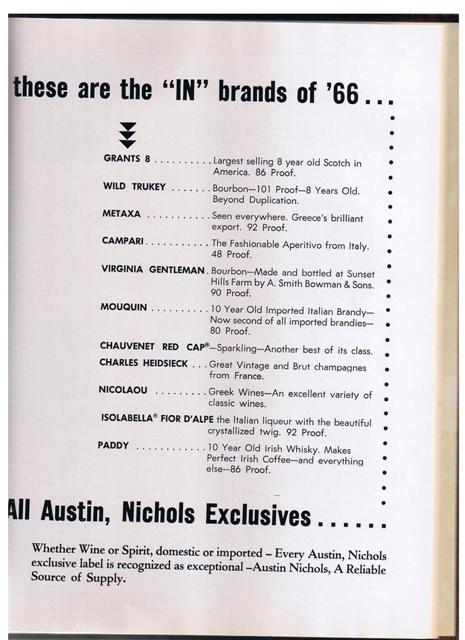 these are the "IN" brands of '66...
GRANTS 8 .......... Largest selling 8 year old Scotch in
America. 86 Proof.
WILD TRUKEY ....... Bourbon—101 Proof—8 Years Old.
Beyond Duplication.
METAXA ........... Seen everywhere. Greece's brilliant
export. 92 Proof.
CAMPARI........... The Fashionable Aperitivo from Italy.
48 Proof.
VIRGINIA GENTLEMAN. Bourbon—Made and bottled at Sunset
Hills Farm by A. Smith Bowman & Sons.
90 Proof.
MOUQUIN .......... 10 Year Old Imported Italian Brandy—
Now second of all imported brandies—
80 Proof.
CHAUVENET RED CAP®—Sparkling—Another best of its class.
CHARLES HEIDSIECK ... Great Vintage and Brut champagnes
from France.
NICOLAOU ......... Greek Wines—An excellent variety of
classic wines.
ISOLABELLA® FIOR D'ALPE the Italian liqueur with the beautiful
crystallized twig. 92 Proof.
PADDY ............ 10 Year Old Irish Whisky. Makes
Perfect Irish Coffee—and everything
else—86 Proof.
All Austin, Nichols Exclusives......
Whether Wine or Spirit, domestic or imported – Every Austin, Nichols
exclusive label is recognized as exceptional –Austin Nichols, A Reliable
Source of Supply.